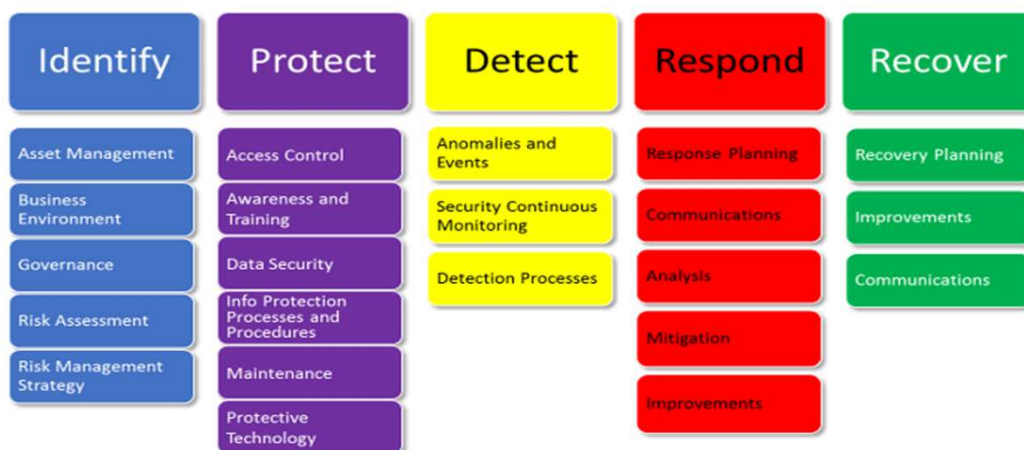 Identify
Protect
Detect
Respond
Recover
Asset Management
Business
Environment
Governance
Risk Assessment
Risk Management
Strategy
Access Control
Awareness and
Training
Data Security
Info Protection
Processes and
Procedures
Maintenance
Protective
Technology
Anomalies and
Events
Security Continuous
Monitoring
Detection Processes
Response Planning
Communications
Analysis
Mitigation
Improvements
Recovery Planning
Improvements
Communications